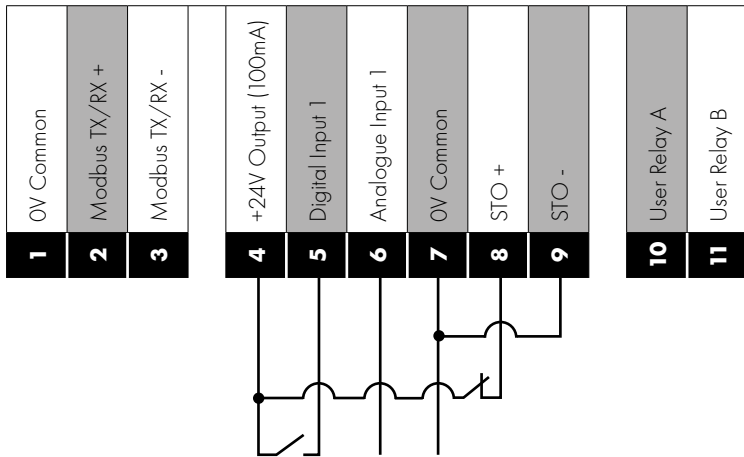 0V Common
Modbus TX/RX +
Modbus TX/RX -
+24V Output (100mA)
Digital Input 1
Analogue Input 1
0V Common
STO +
STO -
User Relay A
User Relay B
1
2
3
4
5
6
7
8
9
10
11